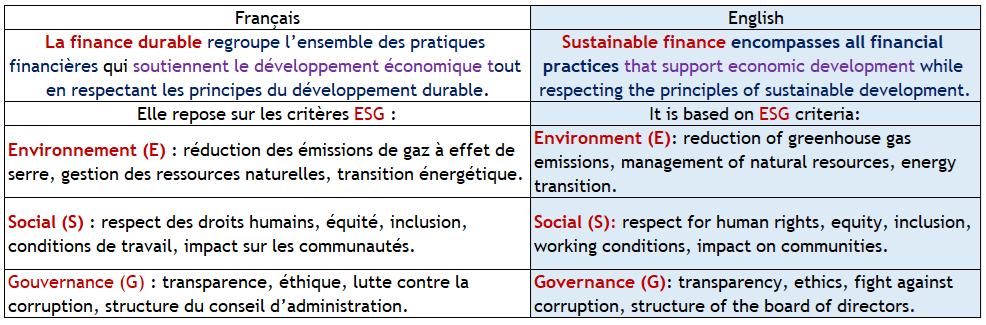 Français
English
La finance durable regroupe l’ensemble des pratiques
financières qui soutiennent le développement économique tout
en respectant les principes du développement durable.
Sustainable finance encompasses all financial
practices that support economic development while
respecting the principles of sustainable development.
Elle repose sur les critères ESG :
It is based on ESG criteria:
Environnement (E) : réduction des émissions de gaz à effet de
serre, gestion des ressources naturelles, transition énergétique.
Environment (E): reduction of greenhouse gas
emissions, management of natural resources, energy
transition.
Social (S) : respect des droits humains, équité, inclusion,
conditions de travail, impact sur les communautés.
Social (S): respect for human rights, equity, inclusion,
working conditions, impact on communities.
Gouvernance (G) : transparence, éthique, lutte contre la
corruption, structure du conseil d’administration.
Governance (G): transparency, ethics, fight against
corruption, structure of the board of directors.